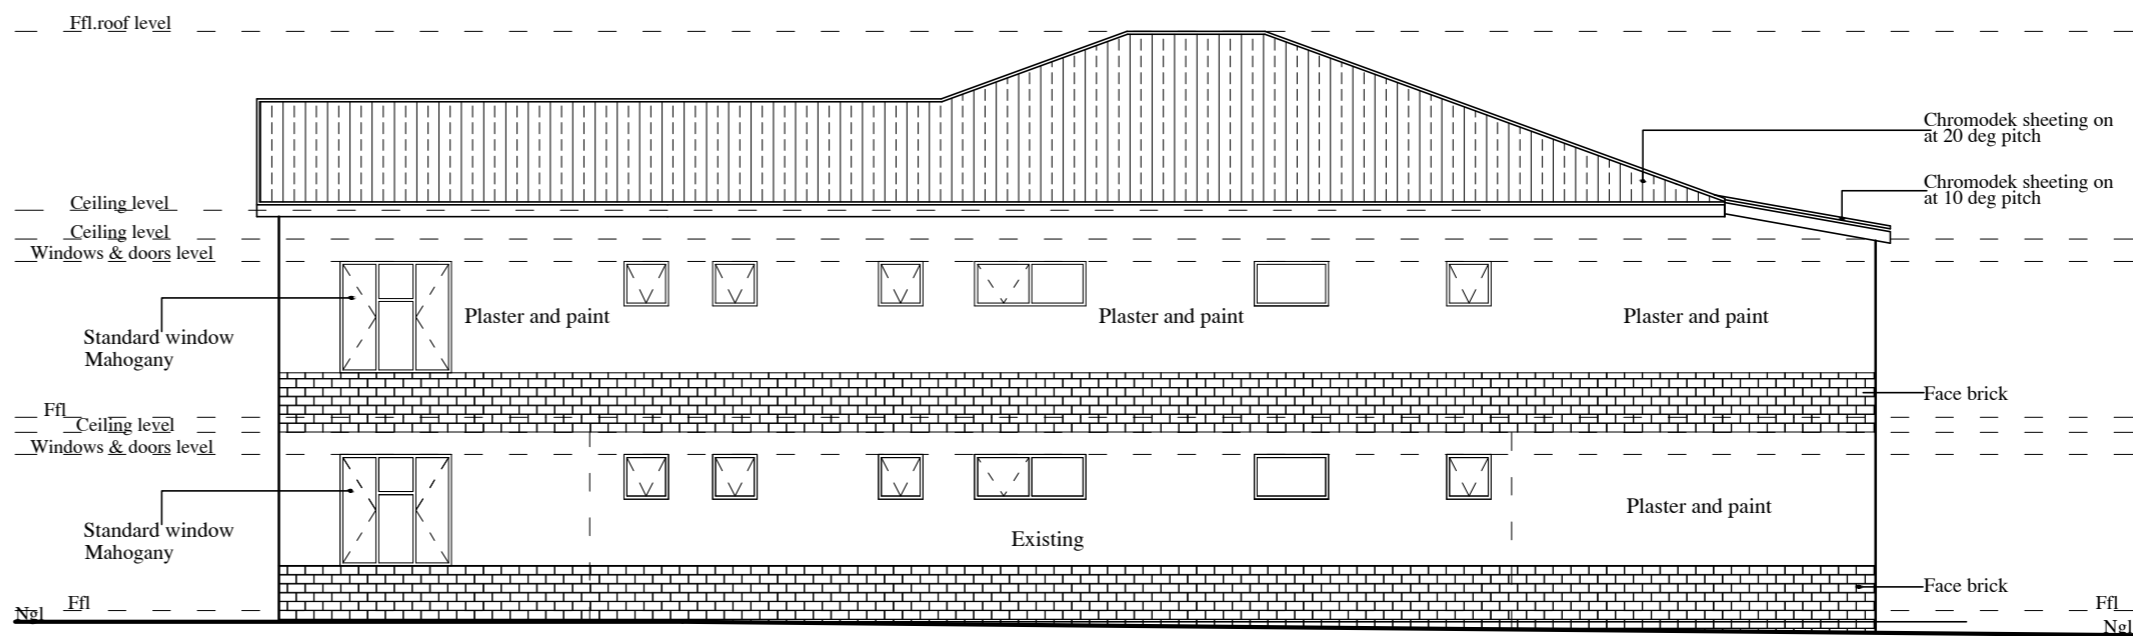 Ffl.roof level
Chromodek sheeting on
at 20 deg pitch
Chromodek sheeting on
at 10 deg pitch
Ceiling level
Ceiling level
Windows & doors level
Plaster and paint
Plaster and paint
Plaster and paint
Standard window
Mahogany
Face brick
Ffl
Ceiling level
Windows & doors level
Plaster and paint
Standard window
Mahogany
Existing
Face brick
Ffl
Ngl
Ffl
Ngl